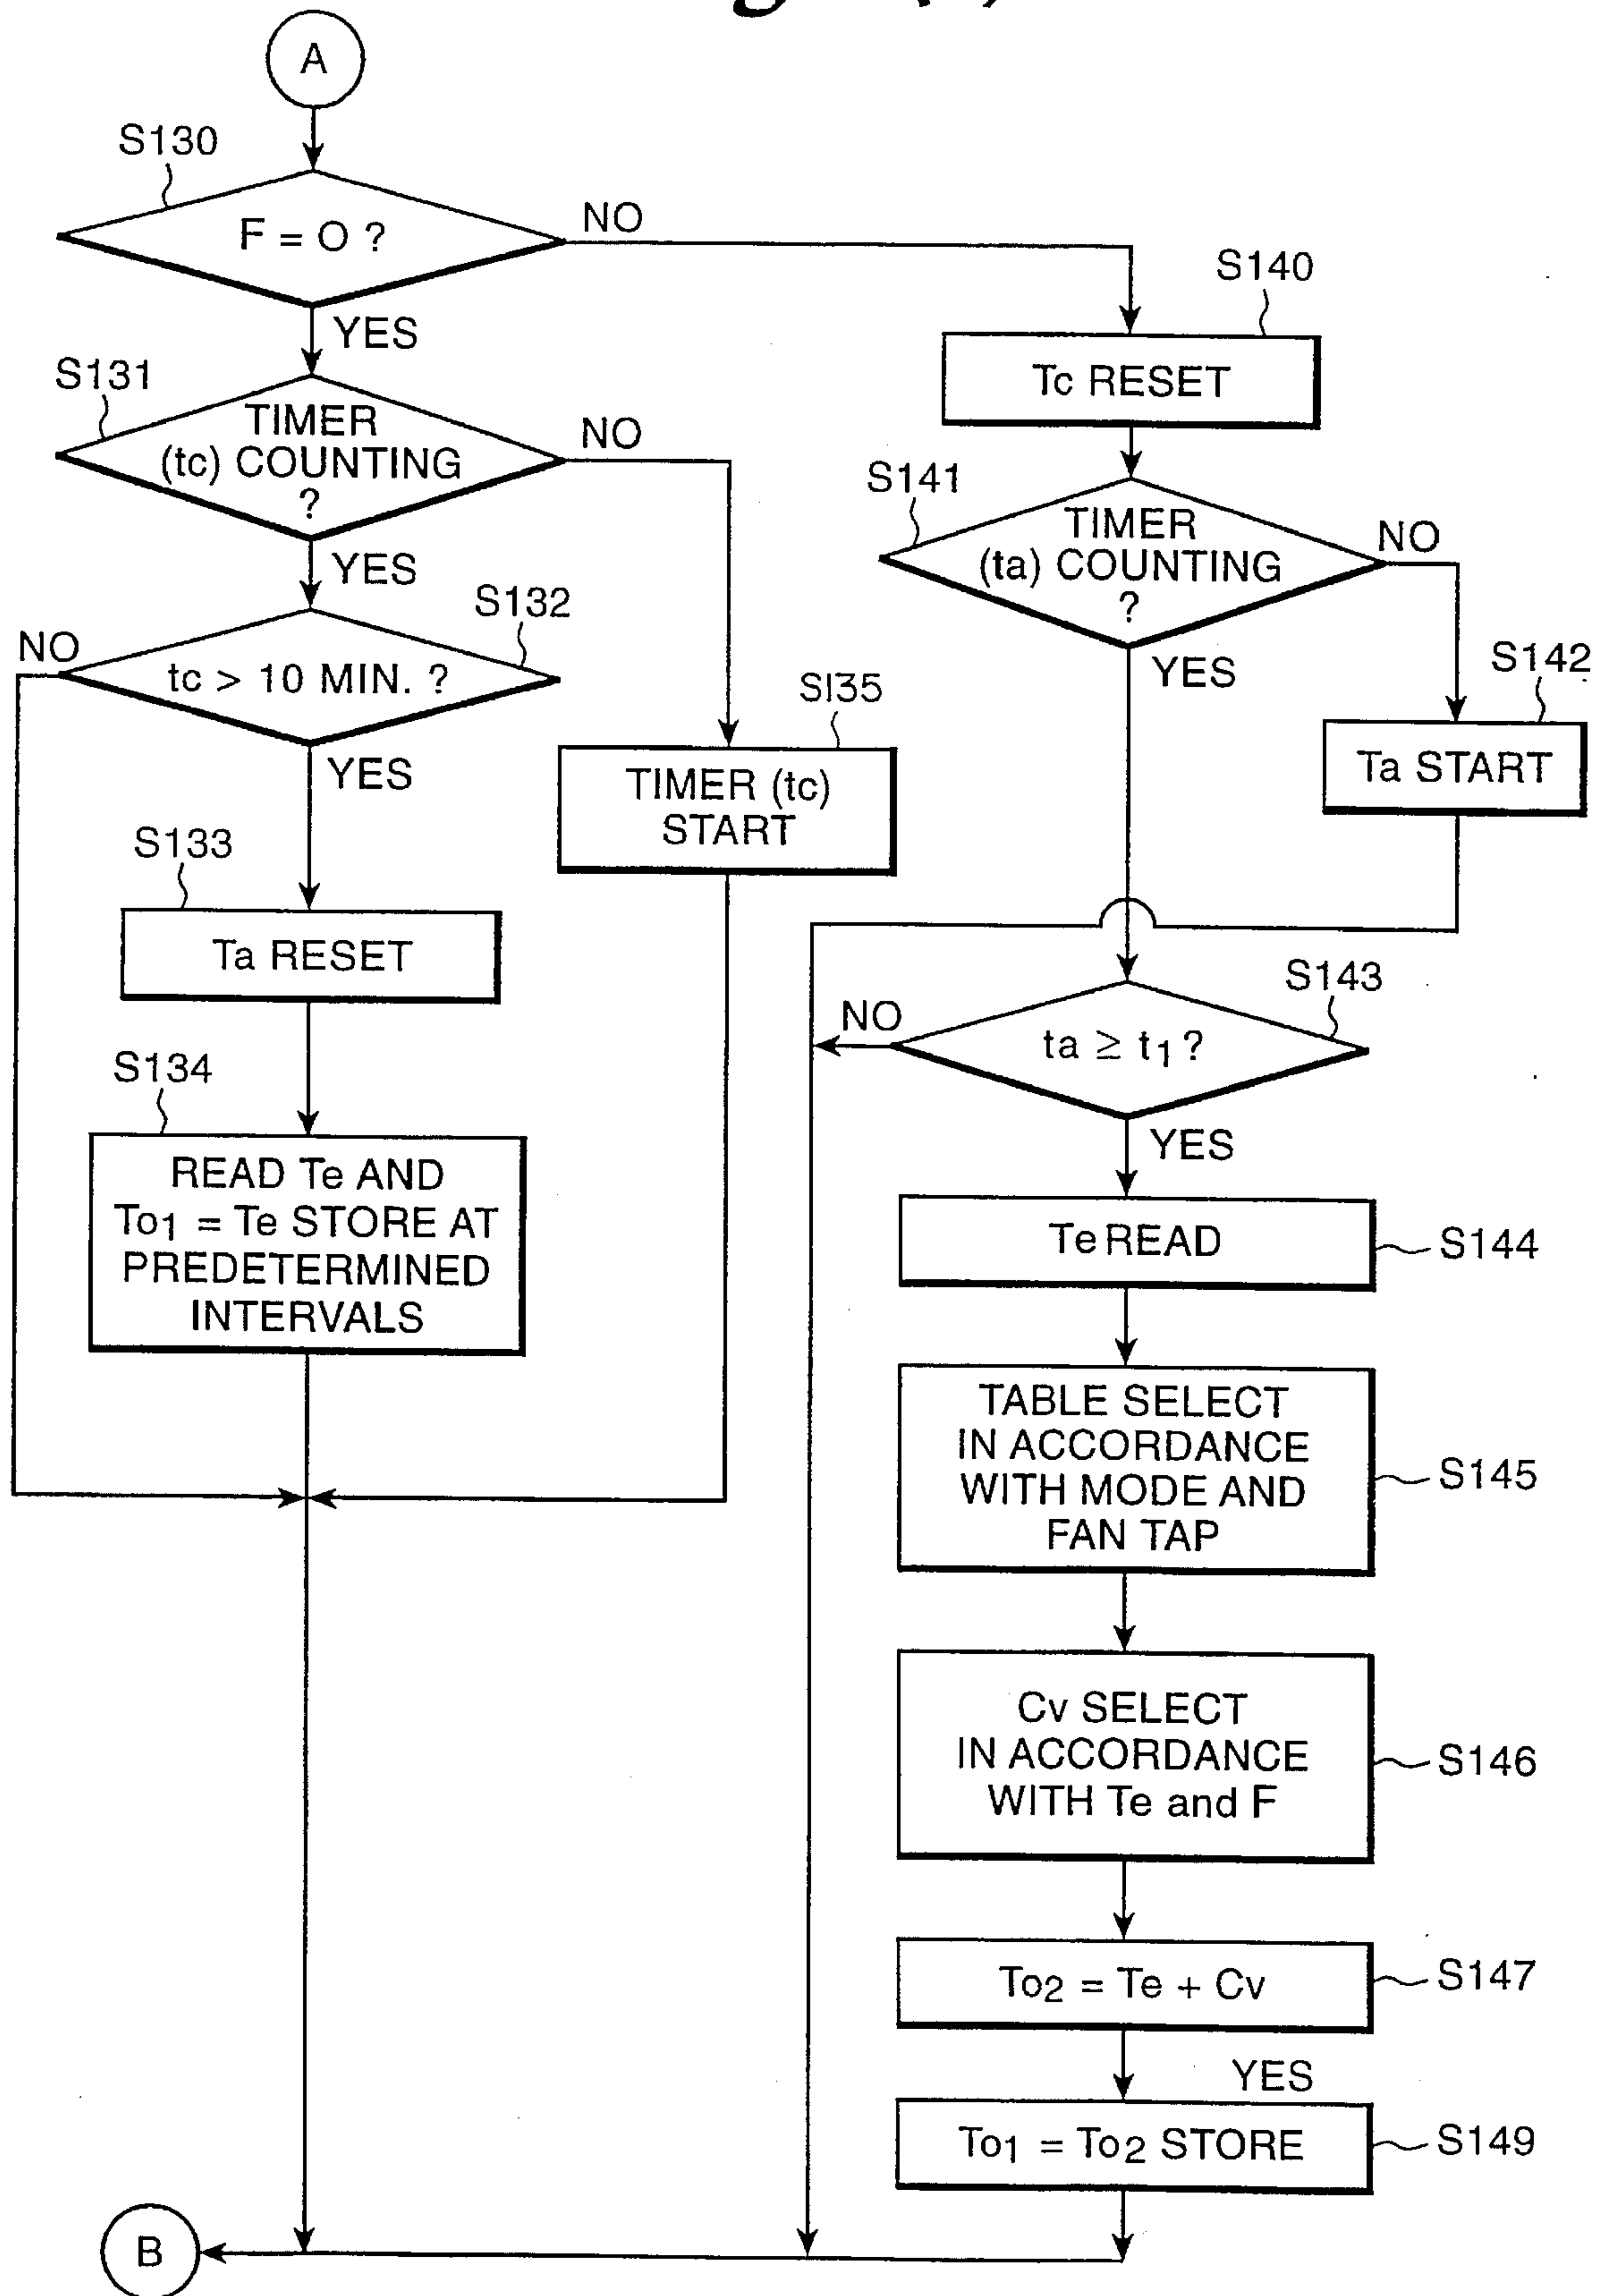 A
S130
F = O ?
NO
YES
S131
TIMER
(tc) COUNTING
?
NO
YES
S132
NO
tc > 10 MIN. ?
YES
S133
Ta RESET
S134
READ Te AND
To1 = Te STORE AT
PREDETERMINED
INTERVALS
S135
TIMER (tc)
START
S140
Tc RESET
S141
TIMER
(ta) COUNTING
?
NO
YES
S142
Ta START
S143
NO
ta ≥ t1 ?
YES
Te READ
S144
TABLE SELECT
IN ACCORDANCE
WITH MODE AND
FAN TAP
S145
Cv SELECT
IN ACCORDANCE
WITH Te and F
S146
To2 = Te + Cv
S147
YES
To1 = To2 STORE
S149
B